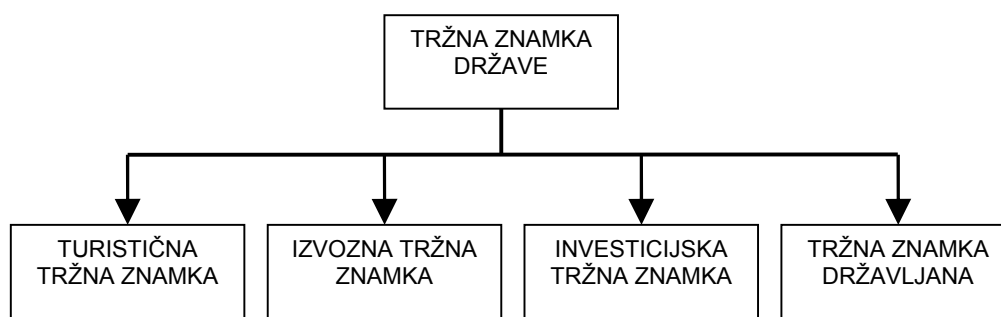 TRŽNA ZNAMKA
DRŽAVE
TURISTIČNA
TRŽNA ZNAMKA
IZVOZNA TRŽNA
ZNAMKA
INVESTICIJSKA
TRŽNA ZNAMKA
TRŽNA ZNAMKA
DRŽAVLJANA